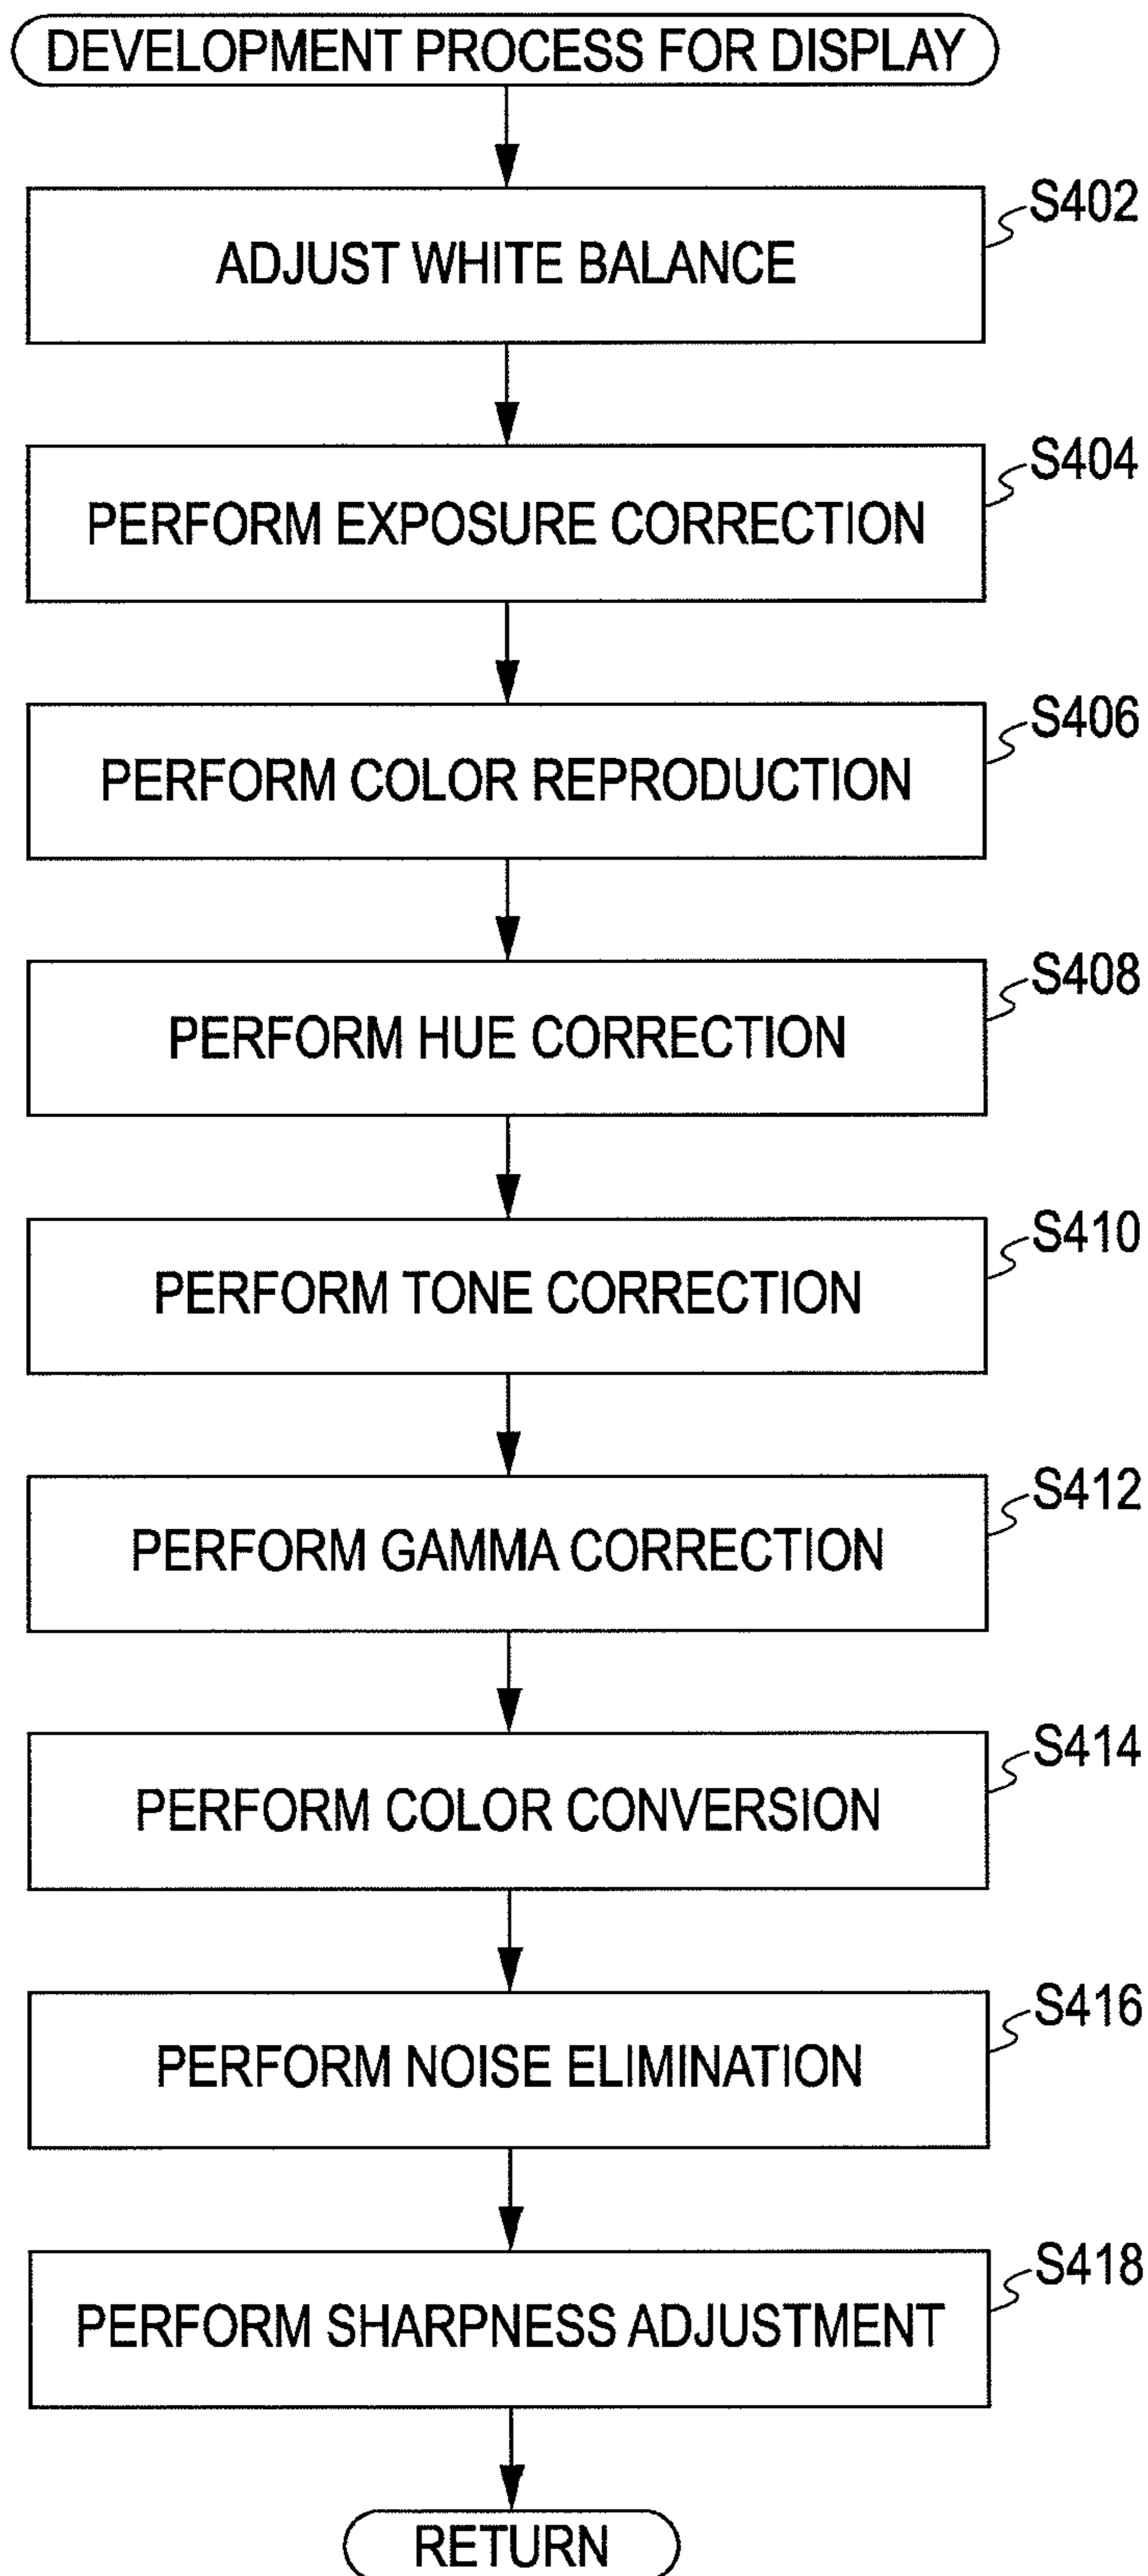 DEVELOPMENT PROCESS FOR DISPLAY
S402
ADJUST WHITE BALANCE
S404
PERFORM EXPOSURE CORRECTION
S406
PERFORM COLOR REPRODUCTION
S408
PERFORM HUE CORRECTION
S410
PERFORM TONE CORRECTION
S412
PERFORM GAMMA CORRECTION
S414
PERFORM COLOR CONVERSION
S416
PERFORM NOISE ELIMINATION
S418
PERFORM SHARPNESS ADJUSTMENT
RETURN